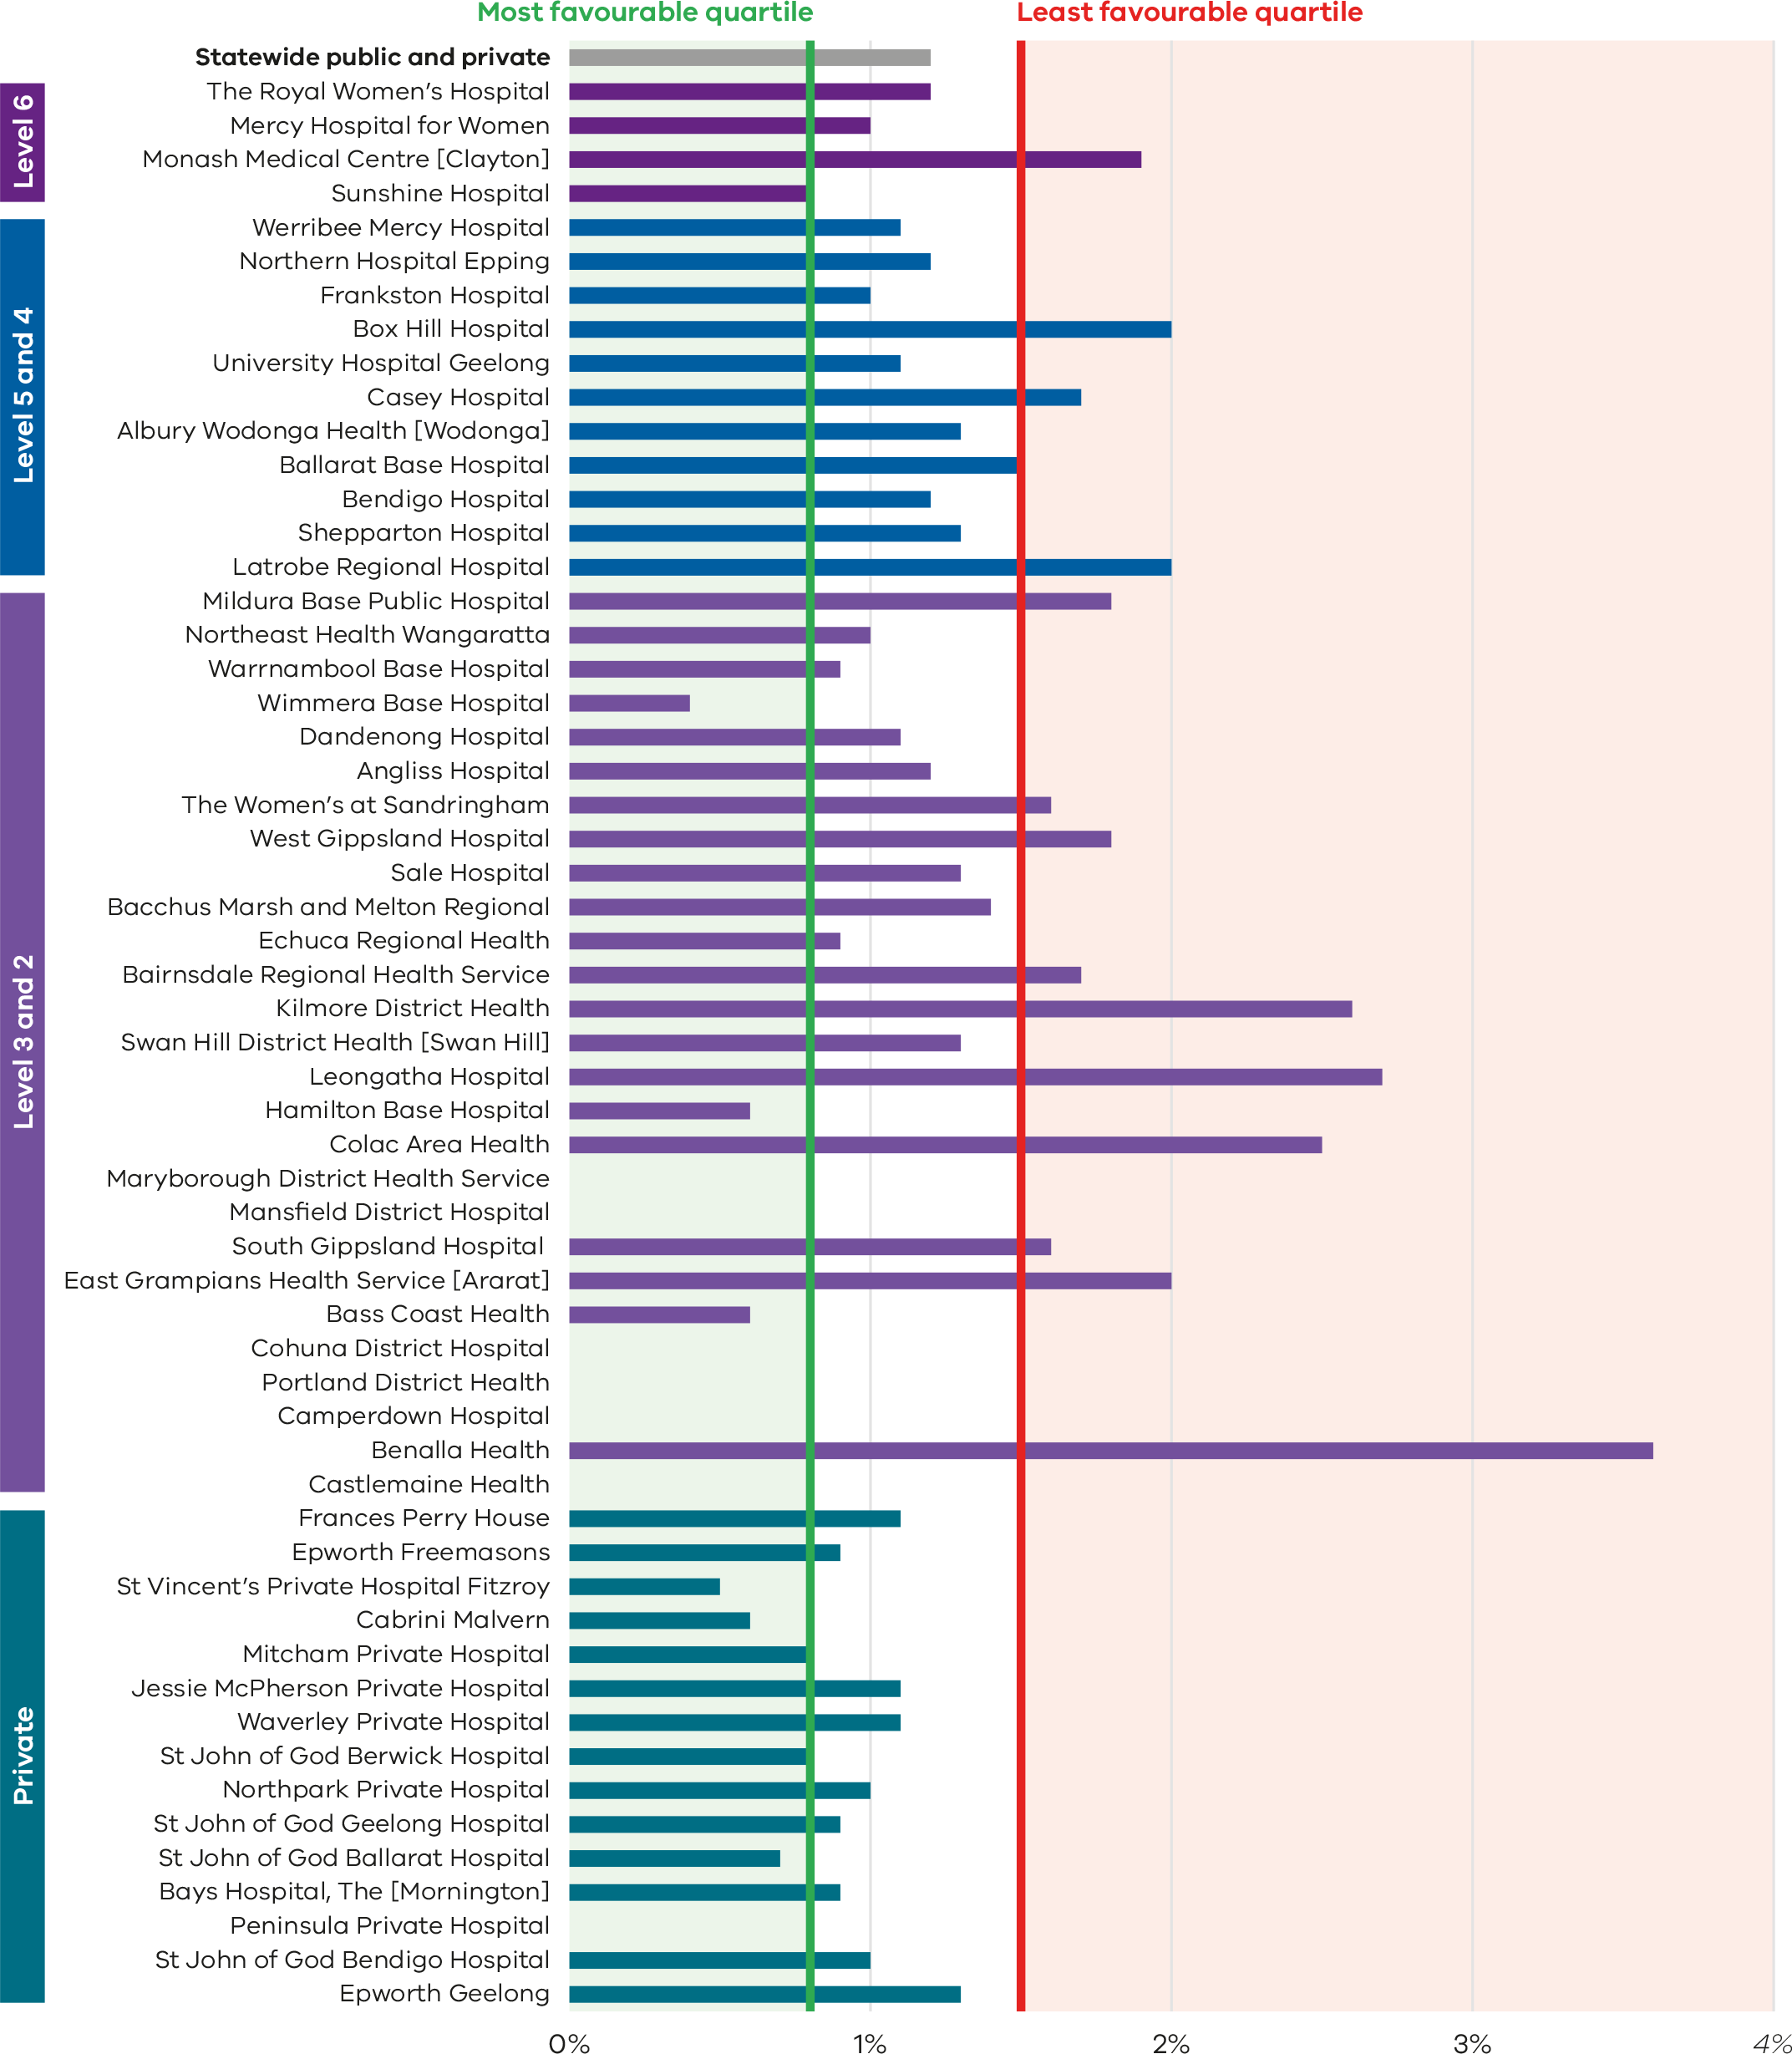 Most favourable quartile
Least favourable quartile
Statewide public and private
Level 6
The Royal Women’s Hospital
Mercy Hospital for Women
Monash Medical Centre [Clayton]
Sunshine Hospital
Level 5 and 4
Werribee Mercy Hospital
Northern Hospital Epping
Frankston Hospital
Box Hill Hospital
University Hospital Geelong
Casey Hospital
Albury Wodonga Health [Wodonga]
Ballarat Base Hospital
Bendigo Hospital
Shepparton Hospital
Latrobe Regional Hospital
Level 3 and 2
Mildura Base Public Hospital
Northeast Health Wangaratta
Warrnambool Base Hospital
Wimmera Base Hospital
Dandenong Hospital
Angliss Hospital
The Women’s at Sandringham
West Gippsland Hospital
Sale Hospital
Bacchus Marsh and Melton Regional
Echuca Regional Health
Bairnsdale Regional Health Service
Kilmore District Health
Swan Hill District Health [Swan Hill]
Leongatha Hospital
Hamilton Base Hospital
Colac Area Health
Maryborough District Health Service
Mansfield District Hospital
South Gippsland Hospital
East Grampians Health Service [Ararat]
Bass Coast Health
Cohuna District Hospital
Portland District Health
Camperdown Hospital
Benalla Health
Castlemaine Health
Private
Frances Perry House
Epworth Freemasons
St Vincent’s Private Hospital Fitzroy
Cabrini Malvern
Mitcham Private Hospital
Jessie McPherson Private Hospital
Waverley Private Hospital
St John of God Berwick Hospital
Northpark Private Hospital
St John of God Geelong Hospital
St John of God Ballarat Hospital
Bays Hospital, The [Mornington]
Peninsula Private Hospital
St John of God Bendigo Hospital
Epworth Geelong
0% 1% 2% 3% 4%